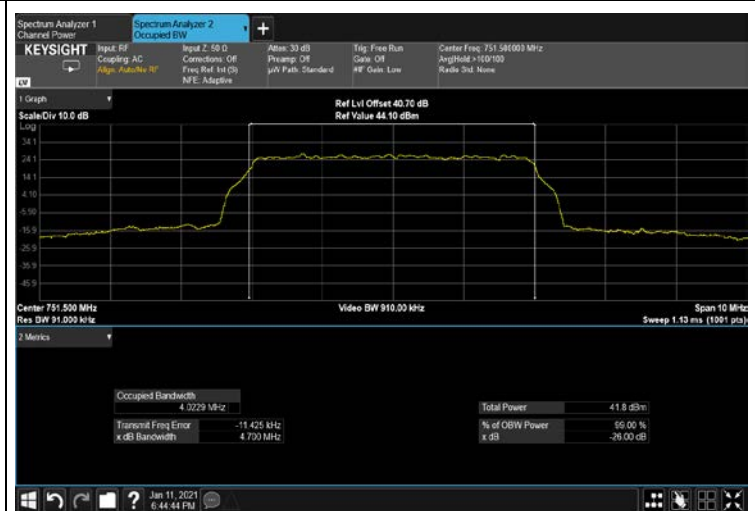 Spectrum Analyzer 1
Channel Power
Spectrum Analyzer 2
Occupied BW
+
KEYSIGHT
Input: RF
Coupling: AC
Align: Auto/No RF
Input Z: 50 Ω
Corrections: Off
Freq Ref: Int (S)
NFE: Adaptive
Atten: 30 dB
Preamp: Off
µW Path: Standard
Trig: Free Run
Gate: Off
#IF Gain: Low
Center Freq: 751.500000 MHz
Avg|Hold:>100/100
Radio Std: None
LXI
1 Graph
Scale/Div 10.0 dB
Ref Lvl Offset 40.70 dB
Ref Value 44.10 dBm
Log
34.1
24.1
14.1
4.10
-5.90
-15.9
-25.9
-35.9
-45.9
Center 751.500 MHz
Res BW 91.000 kHz
Video BW 910.00 kHz
Span 10 MHz
Sweep 1.13 ms (1001 pts)
2 Metrics
Occupied Bandwidth
4.0229 MHz
Transmit Freq Error -11.425 kHz
x dB Bandwidth 4.700 MHz
Total Power 41.8 dBm
% of OBW Power 99.00 %
x dB -26.00 dB
?
Jan 11, 2021
6:44:44 PM